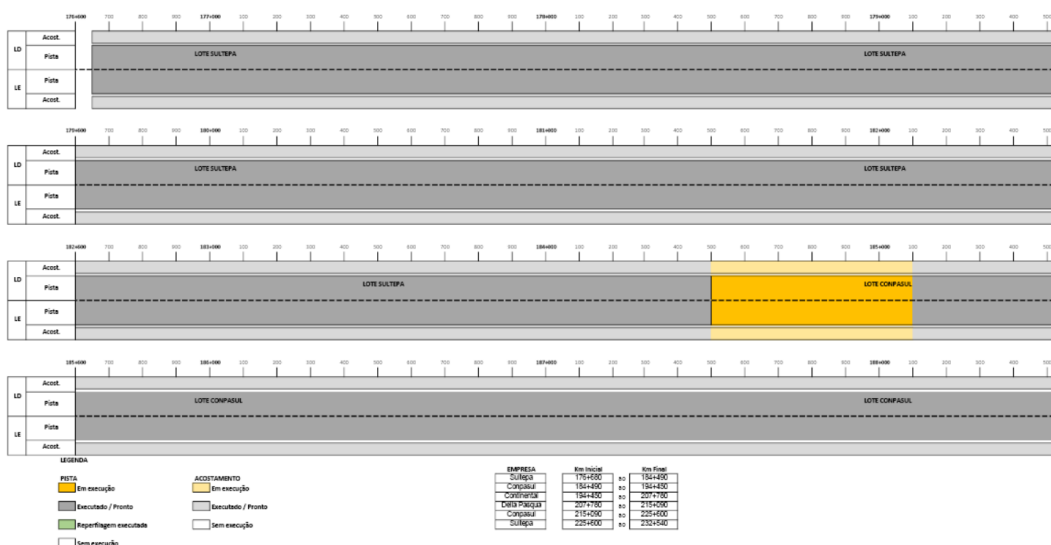 176+600 700 800 900 177+000 100 200 300 400 500 600 700 800 900 178+000 100 200 300 400 500 600 700 800 900 179+000 100 200 300 400 500
LD Acost.
Pista LOTE SULTEPA LOTE SULTEPA
LE Pista
Acost.
179+600 700 800 900 180+000 100 200 300 400 500 600 700 800 900 181+000 100 200 300 400 500 600 700 800 900 182+000 100 200 300 400 500
LD Acost.
Pista LOTE SULTEPA LOTE SULTEPA
LE Pista
Acost.
182+600 700 800 900 183+000 100 200 300 400 500 600 700 800 900 184+000 100 200 300 400 500 600 700 800 900 185+000 100 200 300 400 500
LD Acost.
Pista LOTE SULTEPA LOTE CONPASUL
LE Pista
Acost.
185+600 700 800 900 186+000 100 200 300 400 500 600 700 800 900 187+000 100 200 300 400 500 600 700 800 900 188+000 100 200 300 400 500
LD Acost.
Pista LOTE CONPASUL LOTE CONPASUL
LE Pista
Acost.
LEGENDA
PISTA ACOSTAMENTO
Em execução Em execução
Executado / Pronto Executado / Pronto
Reperfilagem executada Sem execução
Sem execução
EMPRESA Km Inicial Km Final
Sultepa 176+680 ao 184+490
Conpasul 184+490 ao 194+450
Continental 194+450 ao 207+760
Della Pasqua 207+760 ao 215+090
Conpasul 215+090 ao 225+600
Sultepa 225+600 ao 232+540